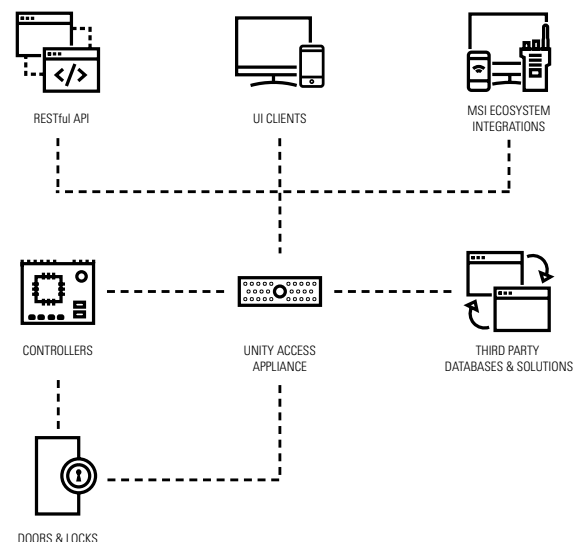 RESTful API
UI CLIENTS
MSI ECOSYSTEM
INTEGRATIONS
CONTROLLERS
UNITY ACCESS
APPLIANCE
THIRD PARTY
DATABASES & SOLUTIONS
DOORS & LOCKS